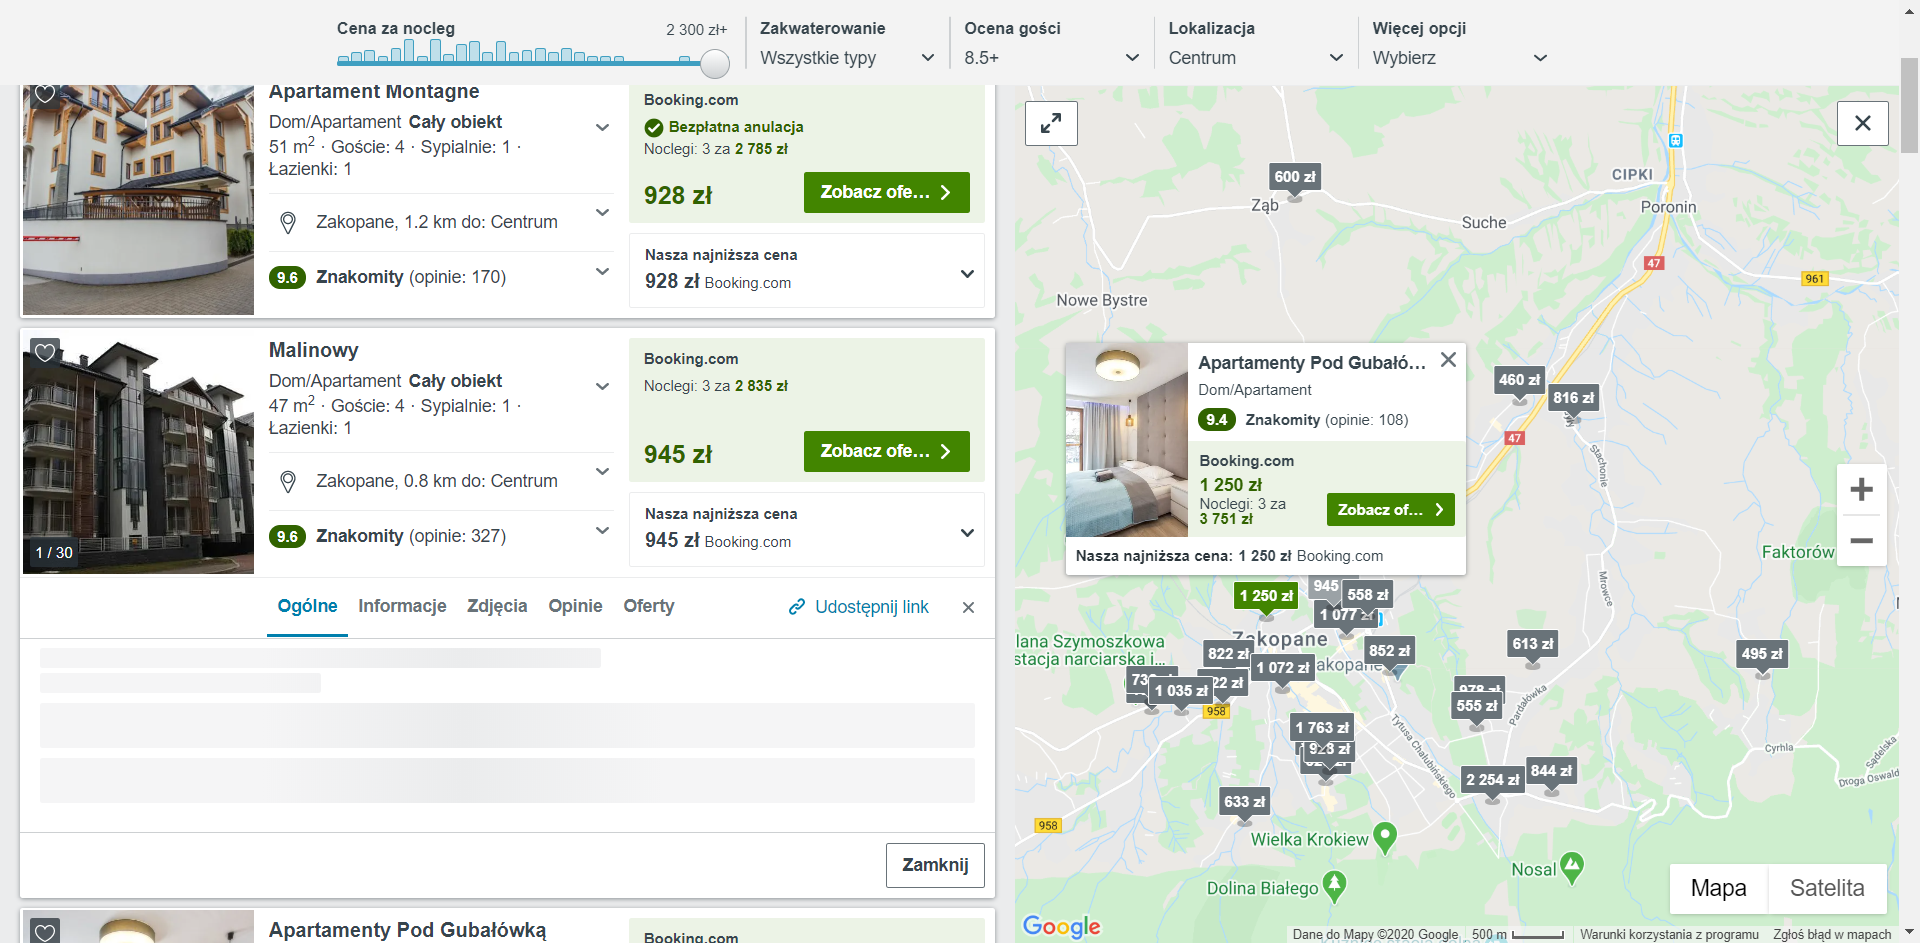 Cena za nocleg
2 300 zł+
Zakwaterowanie
Wszystkie typy
Ocena gości
8.5+
Lokalizacja
Centrum
Więcej opcji
Wybierz
Apartament Montagne
Dom/Apartament Cały obiekt
51 m2 · Goście: 4 · Sypialnie: 1 ·
Łazienki: 1
Zakopane, 1.2 km do: Centrum
9.6 Znakomity (opinie: 170)
Booking.com
Bezpłatna anulacja
Noclegi: 3 za 2 785 zł
928 zł
Zobacz ofe...
Nasza najniższa cena
928 zł Booking.com
Malinowy
Dom/Apartament Cały obiekt
47 m2 · Goście: 4 · Sypialnie: 1 ·
Łazienki: 1
Zakopane, 0.8 km do: Centrum
9.6 Znakomity (opinie: 327)
1 / 30
Booking.com
Noclegi: 3 za 2 835 zł
945 zł
Zobacz ofe...
Nasza najniższa cena
945 zł Booking.com
Ogólne
Informacje
Zdjęcia
Opinie
Oferty
Udostępnij link
Zamknij
Apartamenty Pod Gubałówką
Booking.com
600 zł
Ząb
Suche
CIPKI
Poronin
47
961
Nowe Bystre
Apartamenty Pod Gubałó...
Dom/Apartament
9.4 Znakomity (opinie: 108)
Booking.com
1 250 zł
Noclegi: 3 za
3 751 zł
Zobacz of...
Nasza najniższa cena: 1 250 zł Booking.com
460 zł
816 zł
47
Stachonie
Faktorów
Mrowce
1 250 zł
945
558 zł
1 077 zł
Zakopane
852 zł
822 zł
1 072 zł
akopane
lana Szymoszkowa
stacja narciarska i...
1 035 zł
22 zł
958
613 zł
495 zł
978 zł
555 zł
Pardałówka
1 763 zł
928 zł
Tytusa Chałubińskiego
2 254 zł
844 zł
Cyrhla
Sądelska
Droga Oswald
633 zł
958
Wielka Krokiew
Nosal
Dolina Białego
Mapa
Satelita
Google
Dane do Mapy ©2020 Google
500 m
Warunki korzystania z programu
Zgłoś błąd w mapach